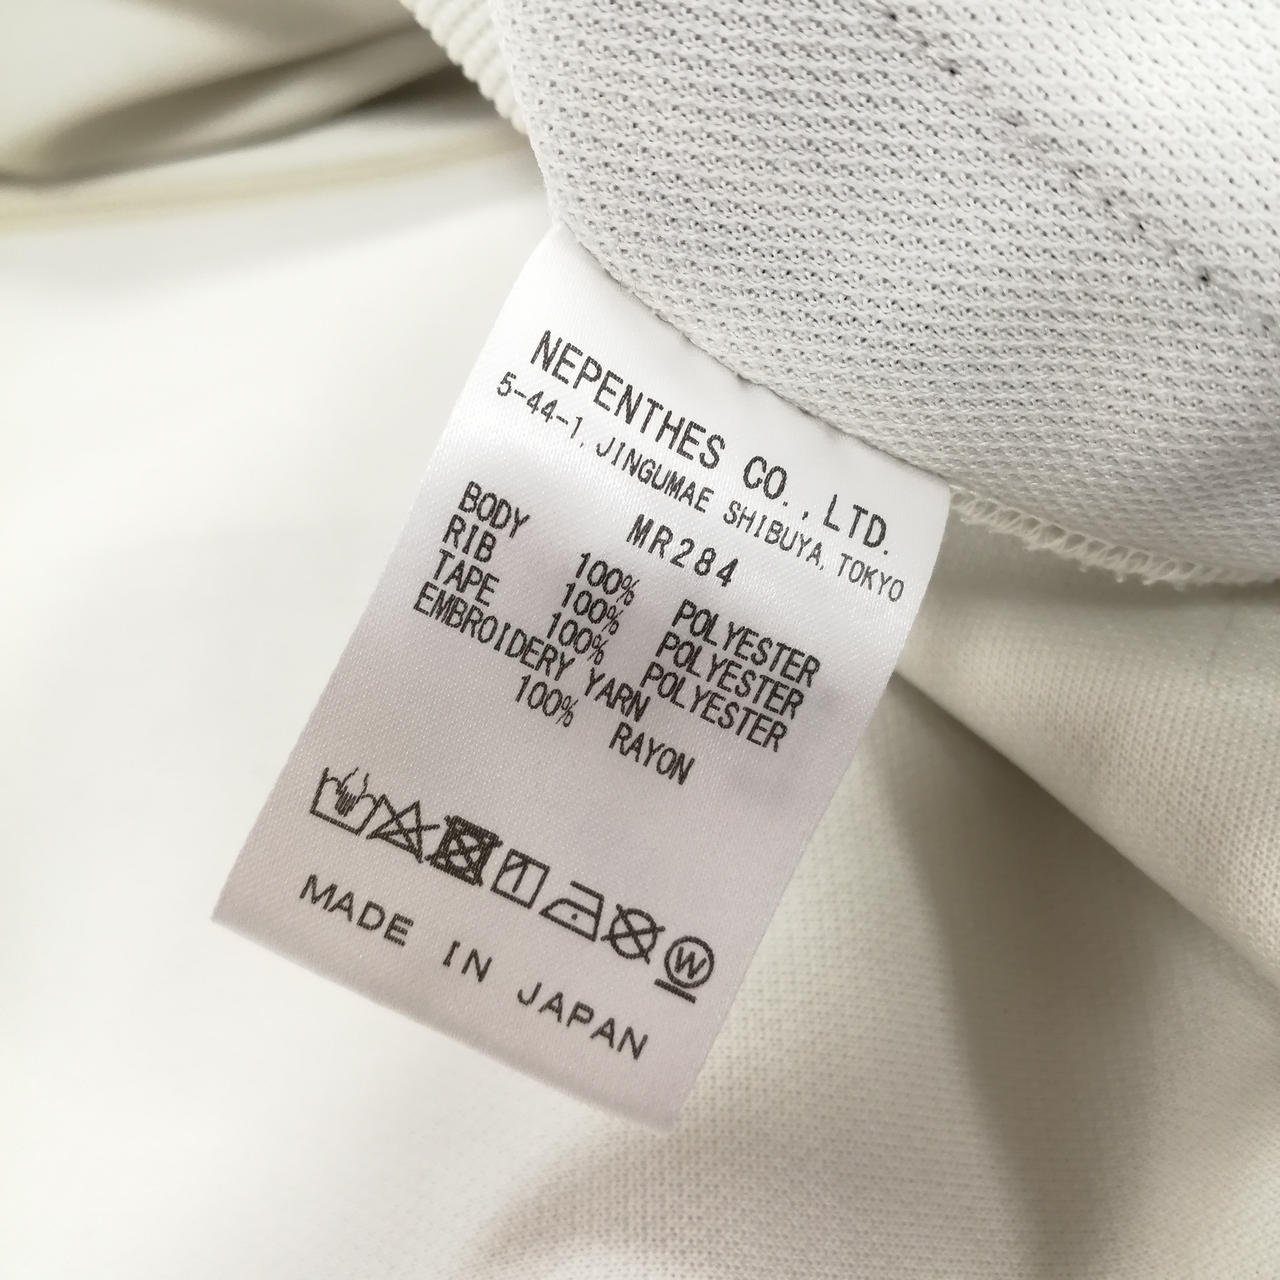 NEPENTHES CO., LTD.
5-44-1, JINGUMAE SHIBUYA, TOKYO
MR284
BODY 100% POLYESTER
RIB 100% POLYESTER
TAPE 100% POLYESTER
EMBROIDERY YARN
100% RAYON
W
MADE IN JAPAN